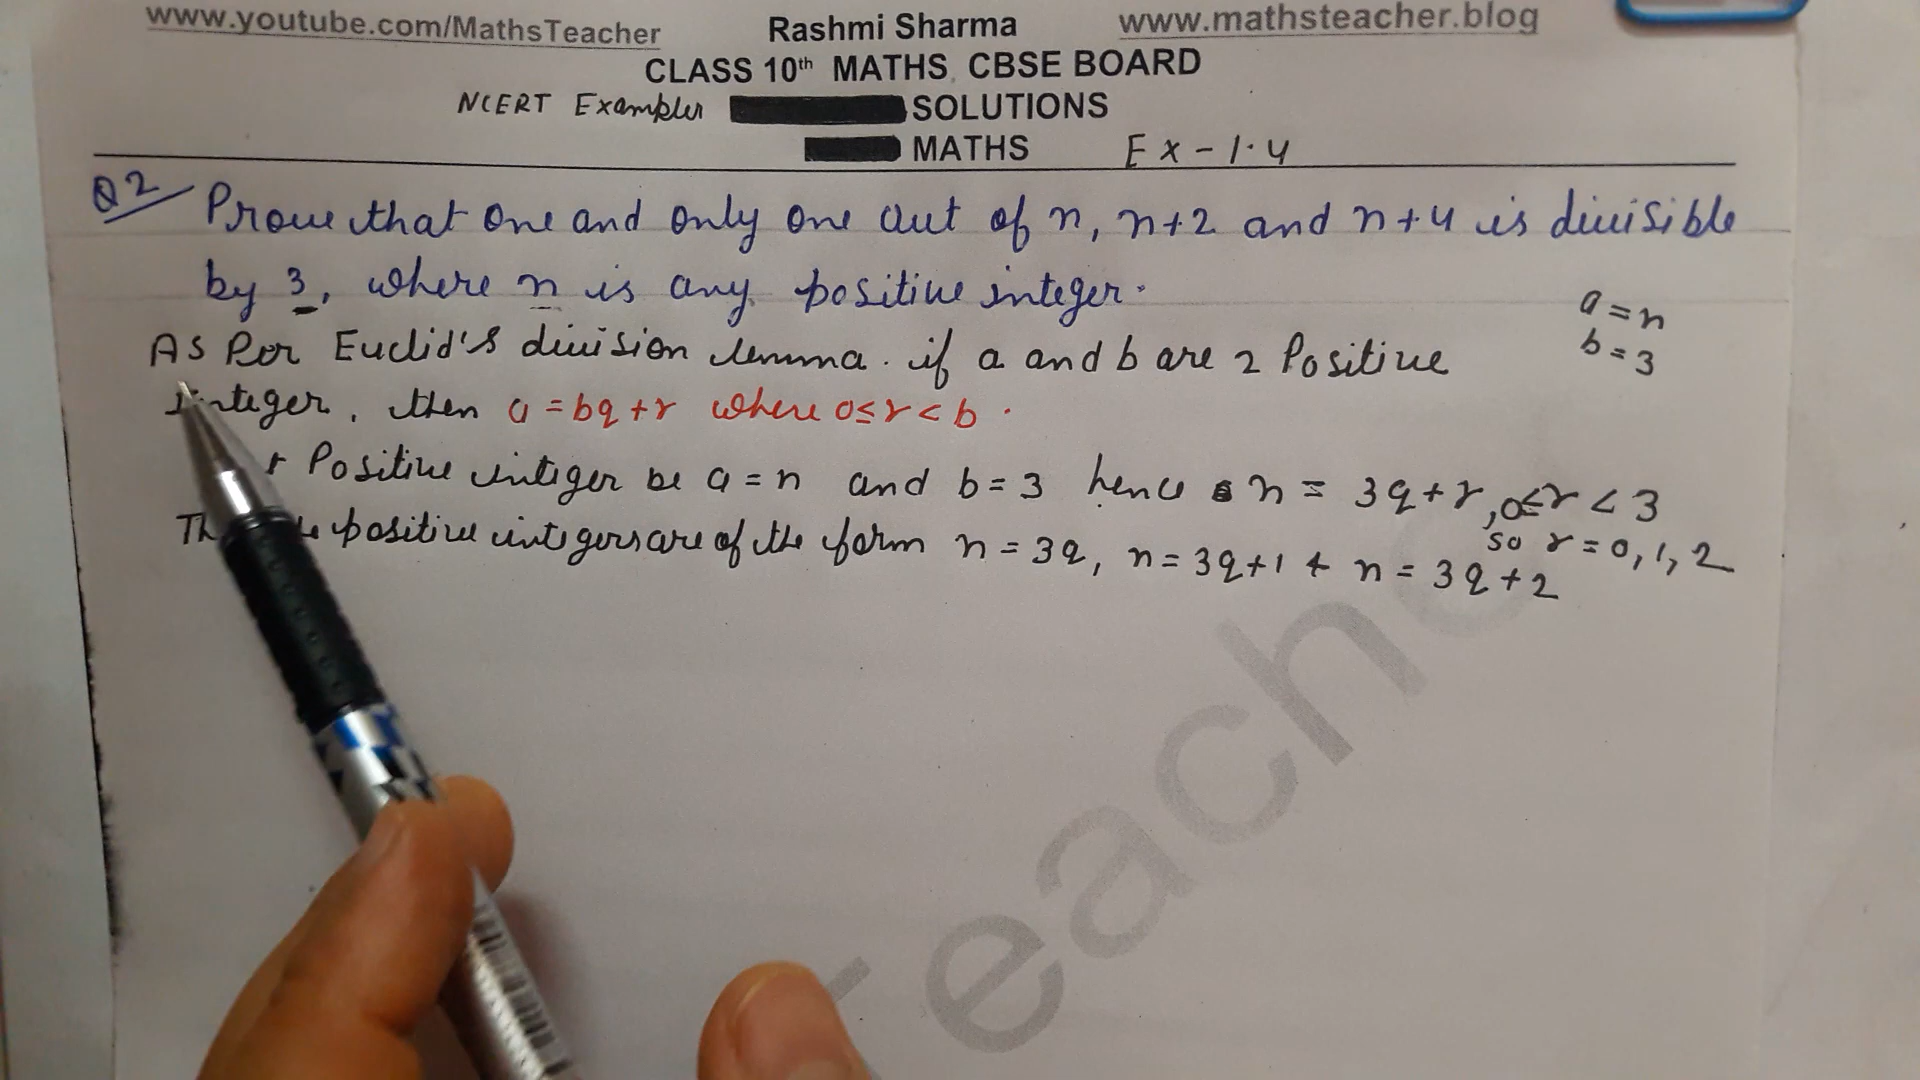 www.youtube.com/MathsTeacher Rashmi Sharma www.mathsteacher.blog
CLASS 10th MATHS CBSE BOARD
NCERT Exampler SOLUTIONS
MATHS Ex-1.4
Q2 Prove that one and only one out of n, n+2 and n+4 is divisible
by 3, where n is any positive integer.
a=n
b=3
As Per Euclid's division lemma. if a and b are 2 Positive
integer, then a=bq+r where 0≤r<b.
Positive integer be a=n and b=3 hence n = 3q+r, 0≤r<3
so r=0,1,2
positive integers are of the form n=3q, n=3q+1 + n=3q+2
Teache